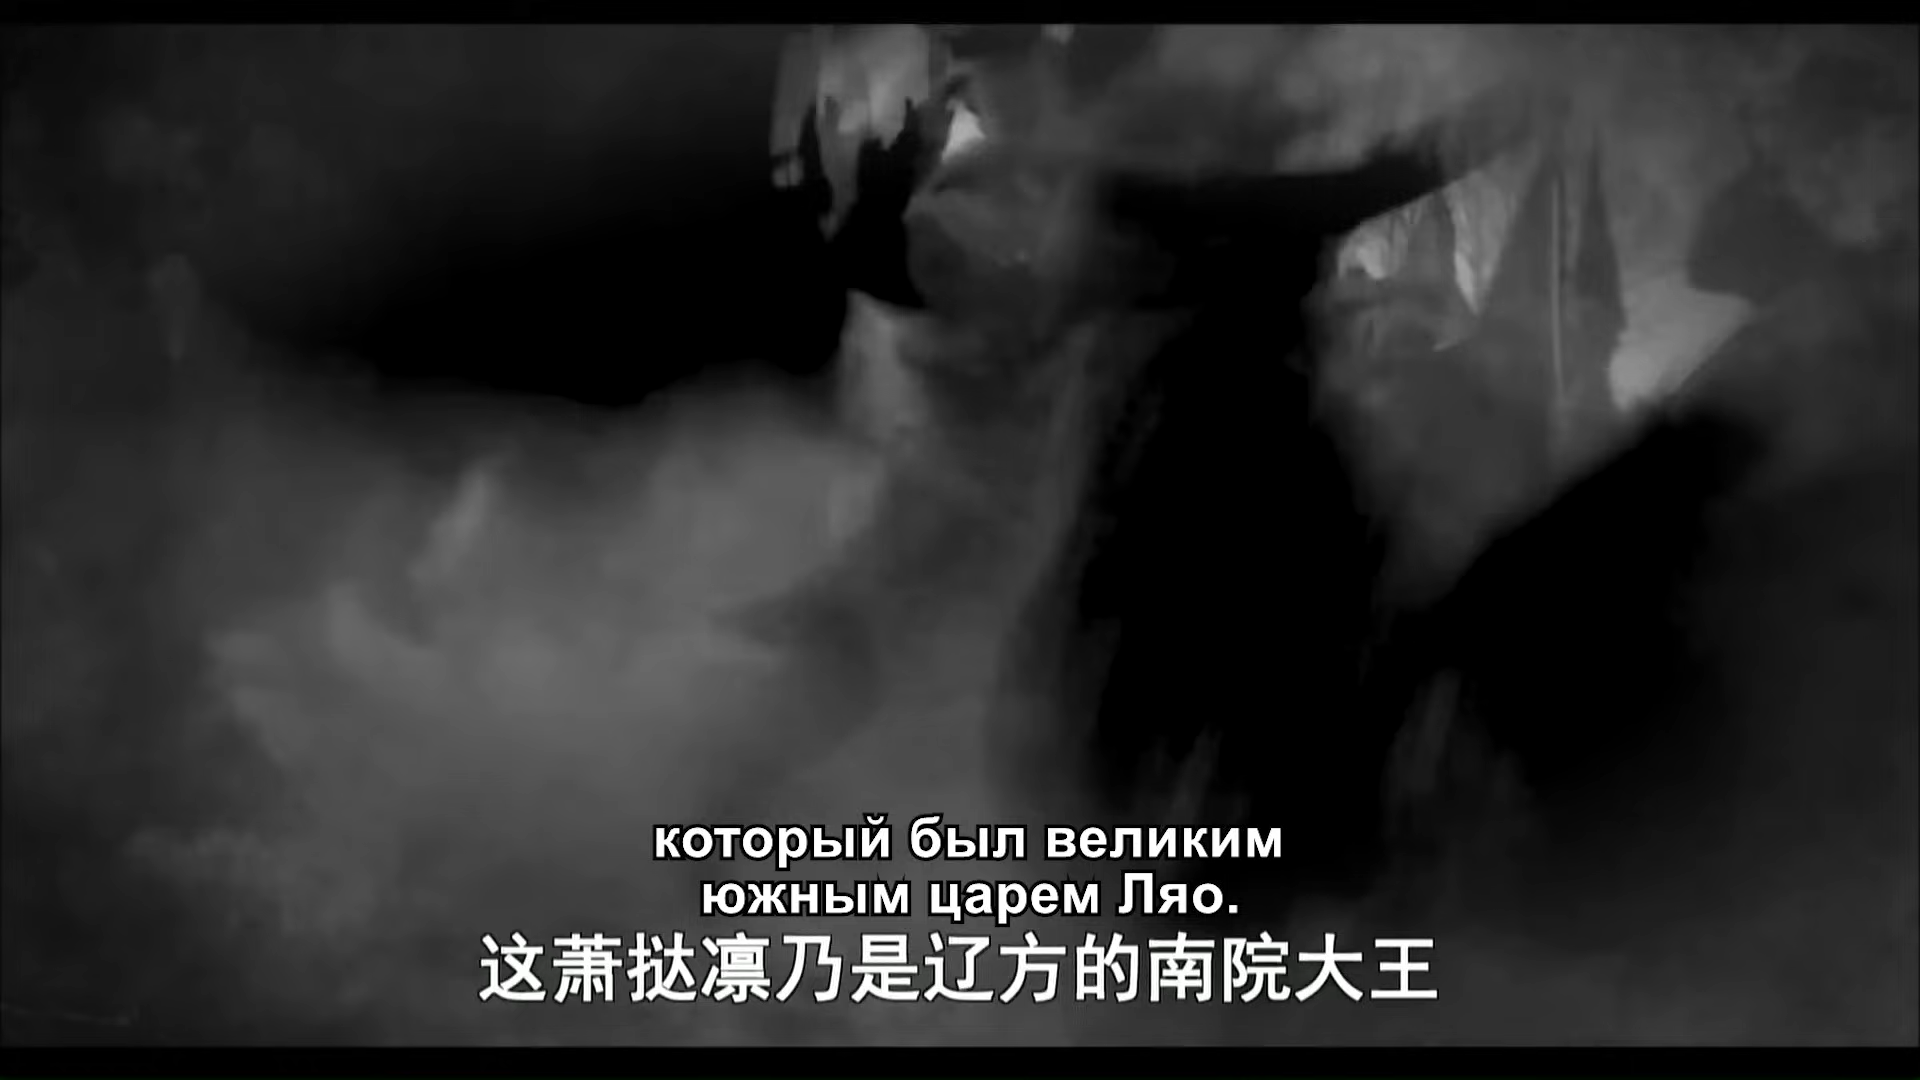 который был великим
южным царем Ляо.
这萧挞凛乃是辽方的南院大王